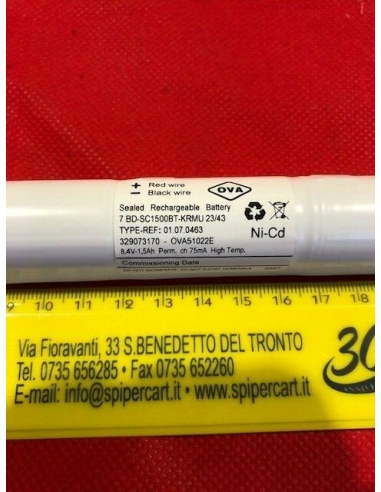 + Red wire
- Black wire
OVA
Sealed Rechargeable Battery
7 BD-SC1500BT-KRMU 23/43
TYPE-REF: 01.07.0463
329073170 - OVA51022E
8.4V-1,5Ah Perm. ch 75mA High Temp.
Ni-Cd
Commissioning Date
9 10 11 12 13 14 15 16 17 18
Via Fioravanti, 33 S.BENEDETTO DEL TRONTO
Tel. 0735 656285 • Fax 0735 652260
E-mail: info@spipercart.it • www.spipercart.it
30